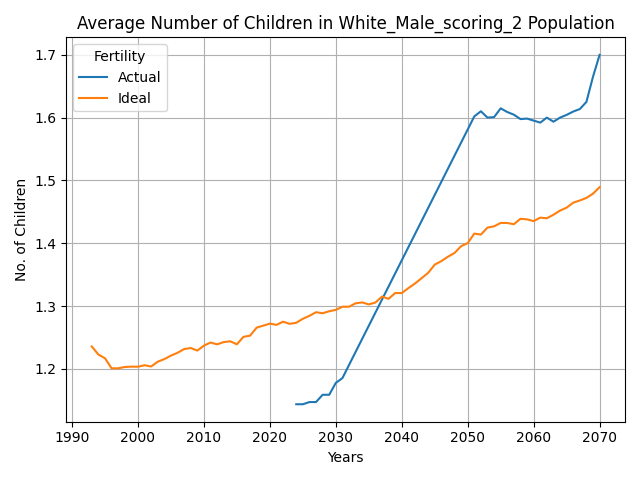 Average Number of Children in White_Male_scoring_2 Population
Fertility
Actual
Ideal
No. of Children
1.7
1.6
1.5
1.4
1.3
1.2
1990 2000 2010 2020 2030 2040 2050 2060 2070
Years